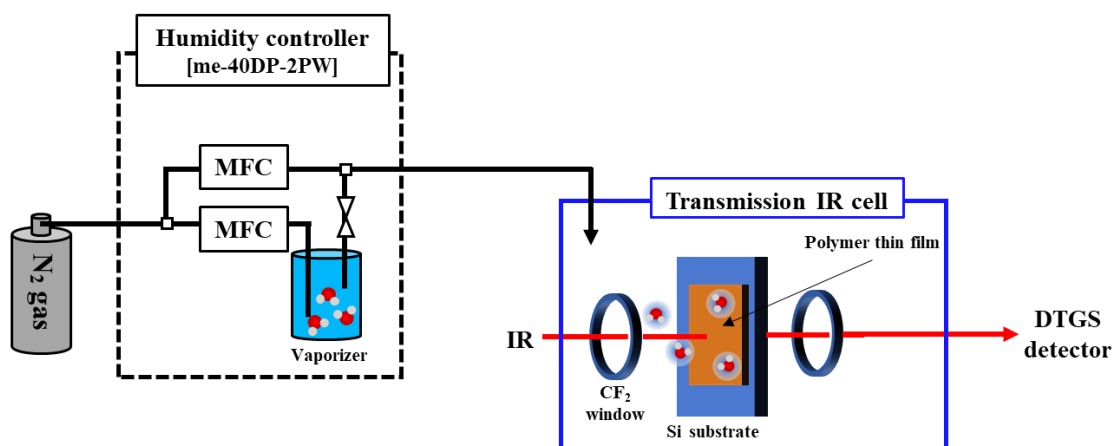 Humidity controller
[me-40DP-2PW]
MFC
MFC
N2 gas
Vaporizer
Transmission IR cell
Polymer thin film
IR
CF2
window
Si substrate
DTGS
detector